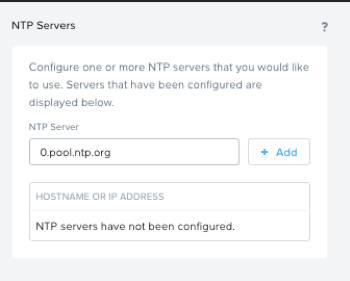 NTP Servers
?
Configure one or more NTP servers that you would like
to use. Servers that have been configured are
displayed below.
NTP Server
0.pool.ntp.org
+ Add
HOSTNAME OR IP ADDRESS
NTP servers have not been configured.